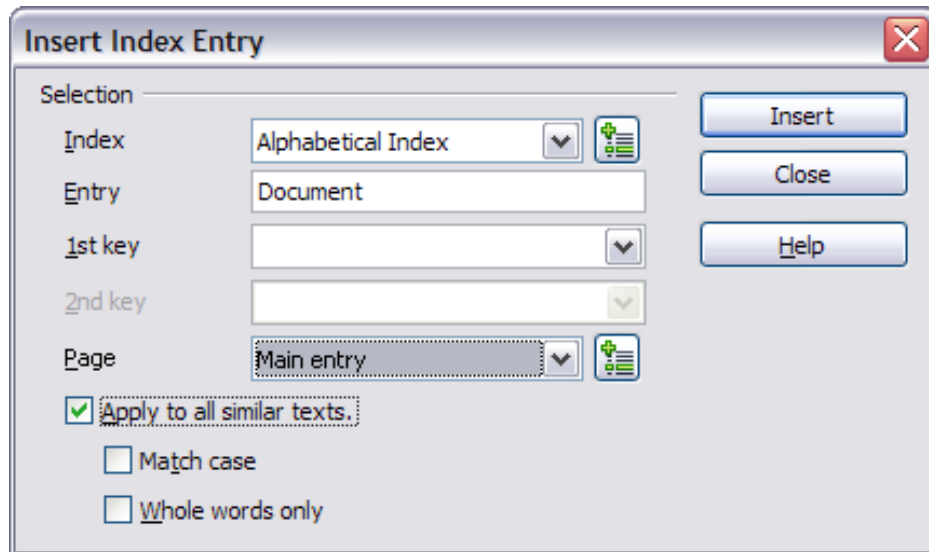 Insert Index Entry
Selection
Index Alphabetical Index
Insert
Entry Document
Close
1st key
Help
2nd key
Page Main entry
Apply to all similar texts.
Match case
Whole words only